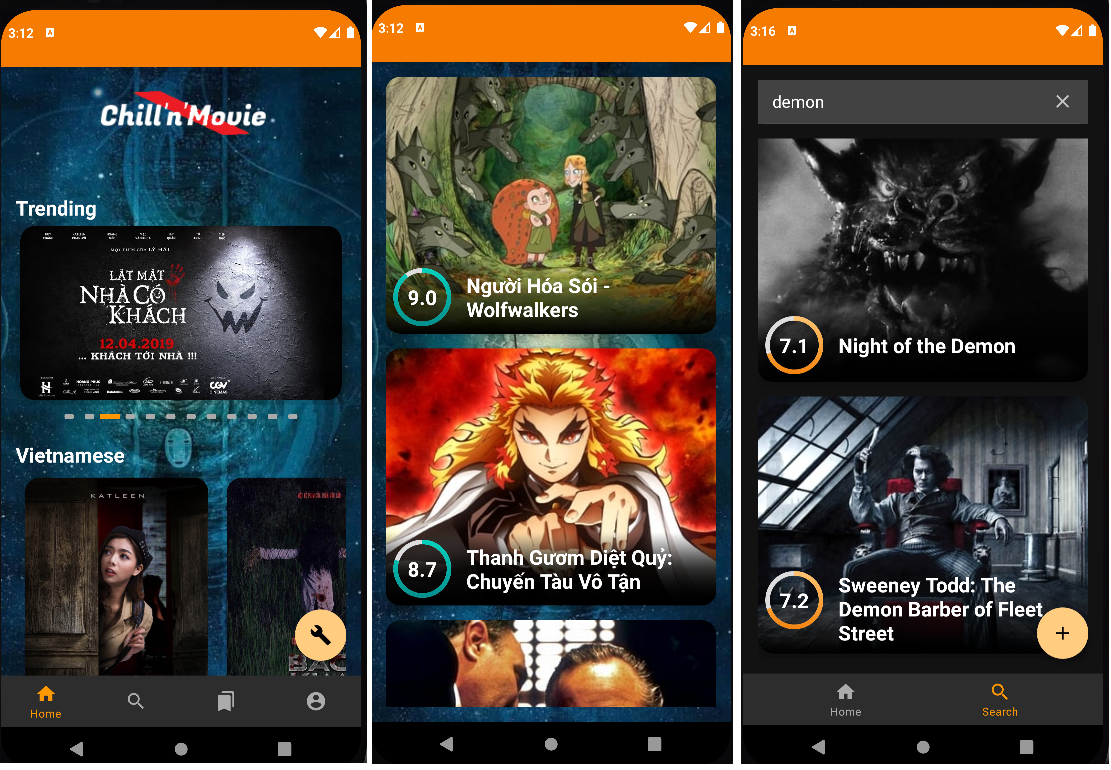 3:12
Chill'n'Movie
Trending
LẬT MẶT
NHÀ CÓ
KHÁCH
12.04.2019
... KHÁCH TỚI NHÀ !!!
CGV
Vietnamese
KATLEEN
Home
3:12
9.0
Người Hóa Sói -
Wolfwalkers
8.7
Thanh Gươm Diệt Quỷ:
Chuyến Tàu Vô Tận
3:16
demon
7.1
Night of the Demon
7.2
Sweeney Todd: The
Demon Barber of Fleet
Street
Home
Search